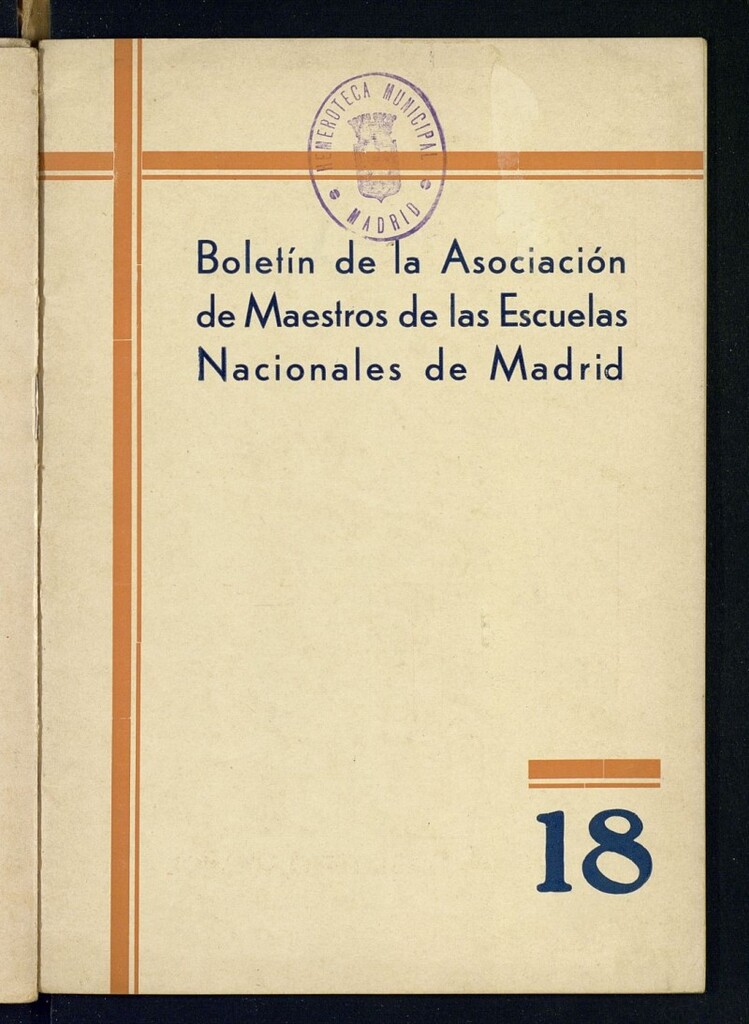 HEMEROTECA MUNICIPAL
MADRID
Boletín de la Asociación
de Maestros de las Escuelas
Nacionales de Madrid
18